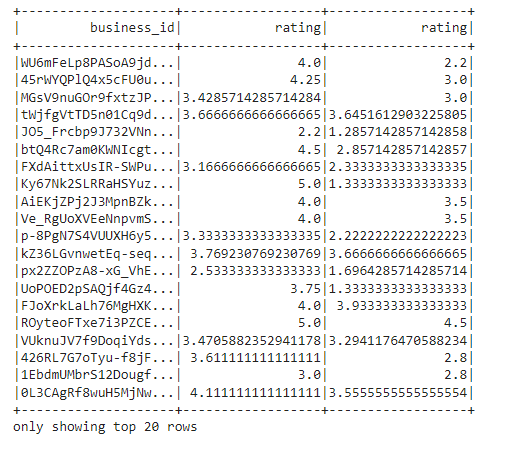 +--------------------+------------------+------------------+
|         business_id|            rating|            rating|
+--------------------+------------------+------------------+
|WU6mFeLp8PASoA9jd...|               4.0|               2.2|
|45rWYQPlQ4x5cFU0u...|              4.25|               3.0|
|MGsV9nuGOr9fxtzJP...|3.4285714285714284|               3.0|
|tWjfgVtTD5n01Cq9d...|3.6666666666666665|3.6451612903225805|
|JO5_Frcbp9J732VNn...|               2.2|1.2857142857142858|
|btQ4Rc7am0KWNIcgt...|               4.5| 2.857142857142857|
|FXdAittxUsIR-SWPu...|3.1666666666666665|2.3333333333333335|
|Ky67Nk2SLRRaHSYuz...|               5.0|1.3333333333333333|
|AiEKjZPj2J3MpnBZk...|               4.0|               3.5|
|Ve_RgUoXVEeNnpvmS...|               4.0|               3.5|
|p-8PgN7S4VUUXH6y5...|3.3333333333333335|2.2222222222222223|
|kZ36LGvnwetEq-seq...| 3.769230769230769|3.6666666666666665|
|px2ZZOPzA8-xG_VhE...| 2.533333333333333|1.6964285714285714|
|UoPOED2pSAQjf4Gz4...|              3.75|1.3333333333333333|
|FJoXrkLaLh76MgHXK...|               4.0| 3.933333333333333|
|ROyteoFTxe7i3PZCE...|               5.0|               4.5|
|VUknuJV7f9DoqiYds...|3.4705882352941178|3.2941176470588234|
|426RL7G7oTyu-f8jF...| 3.611111111111111|               2.8|
|1EbdmUMbrS12Dougf...|               3.0|               2.8|
|0L3CAgRf8wuH5MjNw...| 4.111111111111111|3.5555555555555554|
+--------------------+------------------+------------------+
only showing top 20 rows